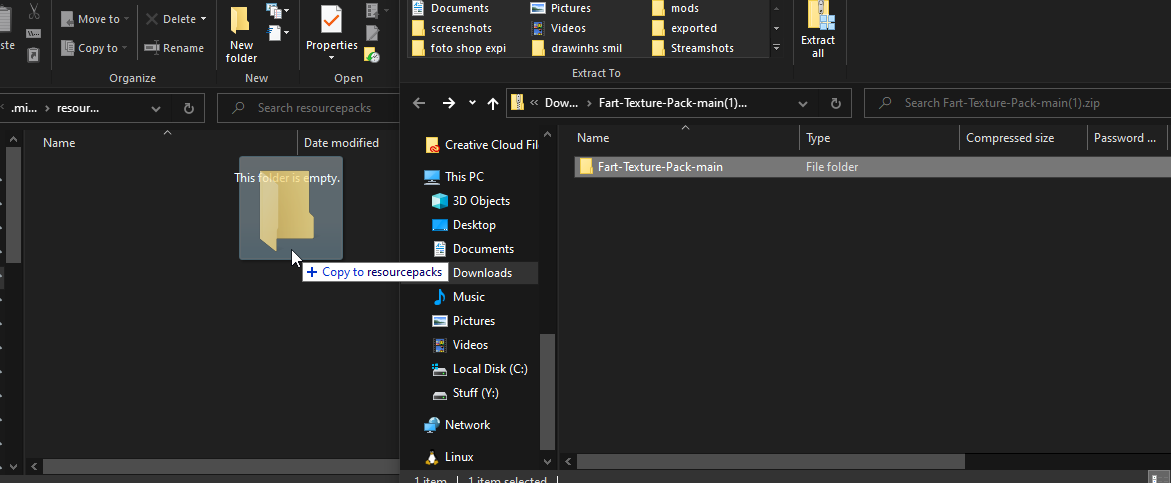 Move to
Delete
ste
Copy to
Rename
New
folder
Properties
Organize
New
Open
.mi...
resour...
Search resourcepacks
Name
Date modified
This folder is empty.
Copy to resourcepacks
Documents
Pictures
mods
screenshots
Videos
exported
foto shop expi
drawinhs smil
Streamshots
Extract
all
Extract To
Dow...
Fart-Texture-Pack-main(1)...
Search Fart-Texture-Pack-main(1).zip
Name
Type
Compressed size
Password ...
Fart-Texture-Pack-main
File folder
Creative Cloud Fil
This PC
3D Objects
Desktop
Documents
Downloads
Music
Pictures
Videos
Local Disk (C:)
Stuff (Y:)
Network
Linux
1 item
1 item selected